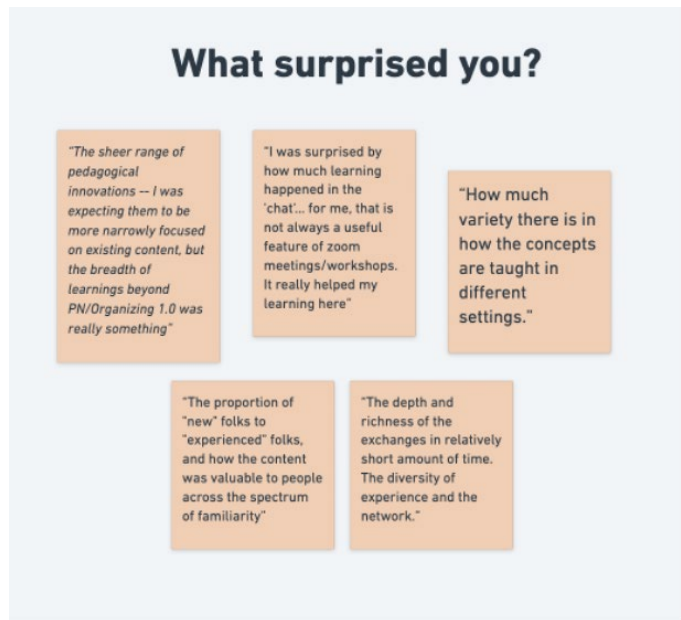 What surprised you?
"The sheer range of
pedagogical
innovations -- I was
expecting them to be
more narrowly focused
on existing content, but
the breadth of
learnings beyond
PN/Organizing 1.0 was
really something"
"I was surprised by
how much learning
happened in the
'chat'... for me, that is
not always a useful
feature of zoom
meetings/workshops.
It really helped my
learning here"
"How much
variety there is in
how the concepts
are taught in
different
settings."
"The proportion of
"new" folks to
"experienced" folks,
and how the content
was valuable to people
across the spectrum
of familiarity"
"The depth and
richness of the
exchanges in relatively
short amount of time.
The diversity of
experience and the
network."